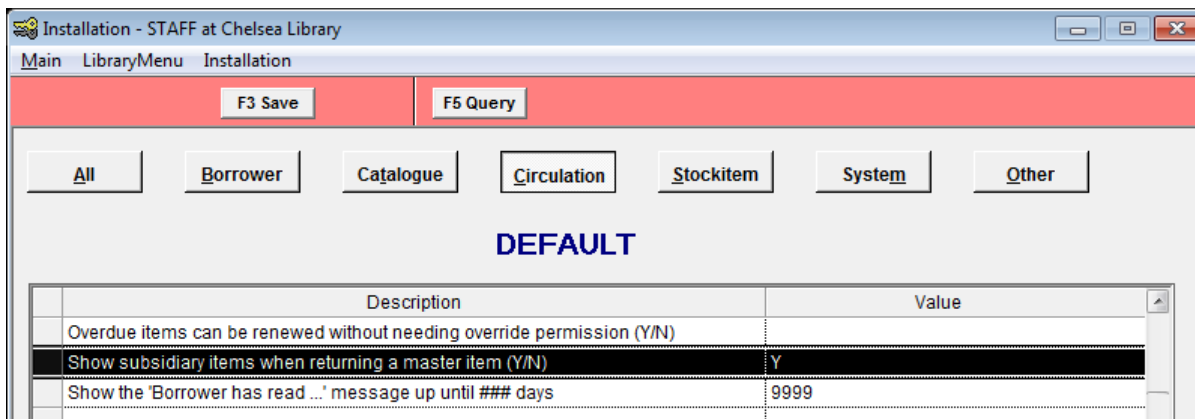 Installation - STAFF at Chelsea Library
Main LibraryMenu Installation
F3 Save F5 Query
All Borrower Catalogue Circulation Stockitem System Other
DEFAULT
Description Value
Overdue items can be renewed without needing override permission (Y/N)
Show subsidiary items when returning a master item (Y/N) Y
Show the 'Borrower has read ...' message up until ### days 9999